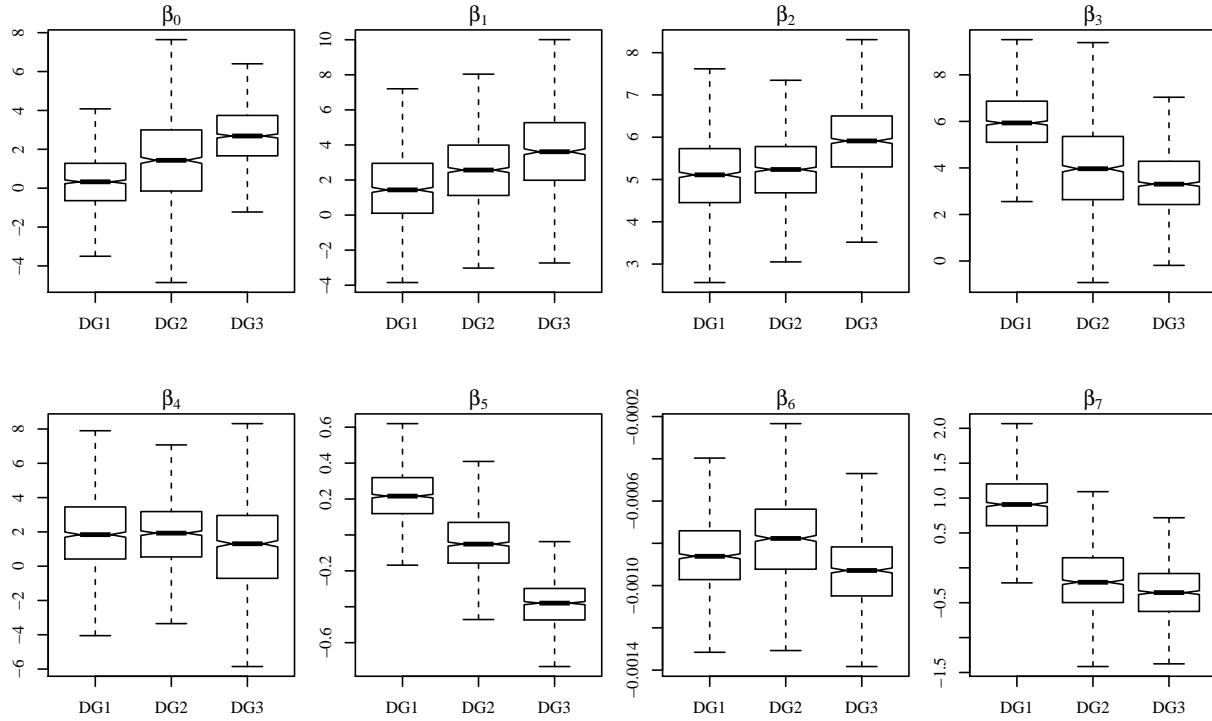 β0 β1 β2 β3
8 6 4 2 0 −2 −4
10 8 6 4 2 0 −2 −4
8 7 6 5 4 3
8 6 4 2 0
DG1 DG2 DG3 DG1 DG2 DG3 DG1 DG2 DG3 DG1 DG2 DG3
β4 β5 β6 β7
8 6 4 2 0 −2 −4 −6
0.6 0.2 −0.2 −0.6
−0.0002 −0.0006 −0.0010 −0.0014
2.0 1.5 1.0 0.5 −0.5 −1.5
DG1 DG2 DG3 DG1 DG2 DG3 DG1 DG2 DG3 DG1 DG2 DG3